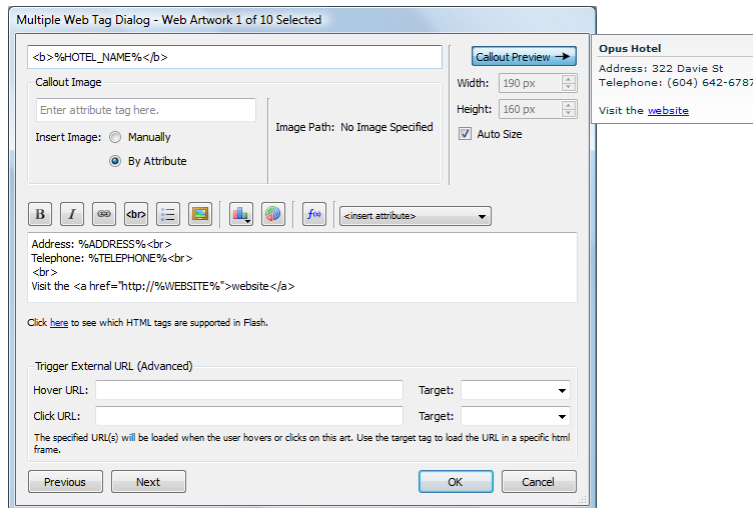 Multiple Web Tag Dialog - Web Artwork 1 of 10 Selected
<b>%HOTEL_NAME%</b>
Callout Preview
Callout Image
Enter attribute tag here.
Insert Image: Manually
By Attribute
Image Path: No Image Specified
Width: 190 px
Height: 160 px
Auto Size
Opus Hotel
Address: 322 Davie St
Telephone: (604) 642-6787
Visit the website
B I <br> f(x) <insert attribute>
Address: %ADDRESS%<br>
Telephone: %TELEPHONE%<br>
<br>
Visit the <a href="http://%WEBSITE%">website</a>
Click here to see which HTML tags are supported in Flash.
Trigger External URL (Advanced)
Hover URL: Target:
Click URL: Target:
The specified URL(s) will be loaded when the user hovers or clicks on this art. Use the target tag to load the URL in a specific html
frame.
Previous Next OK Cancel